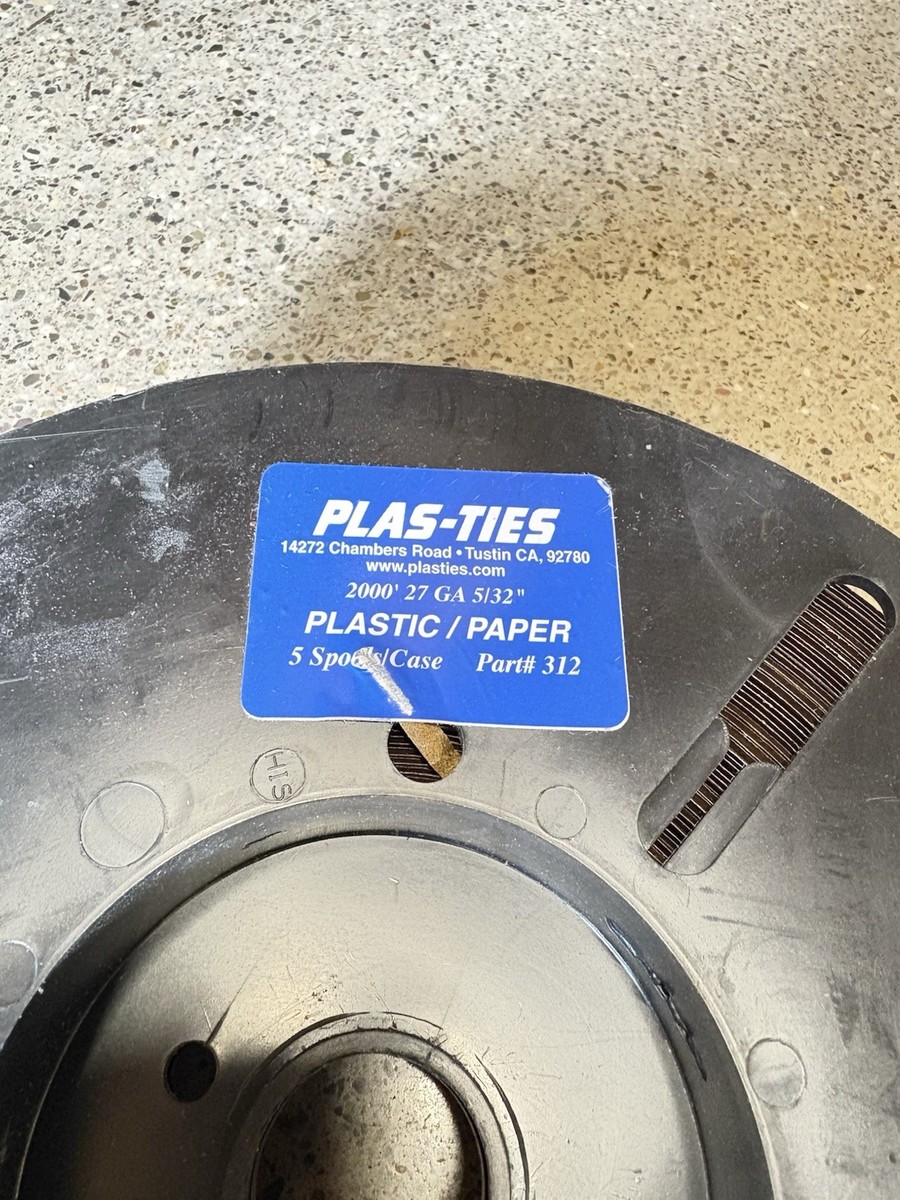 PLAS-TIES
14272 Chambers Road • Tustin CA, 92780
www.plasties.com
2000' 27 GA 5/32"
PLASTIC / PAPER
5 Spools/Case Part# 312
HIS